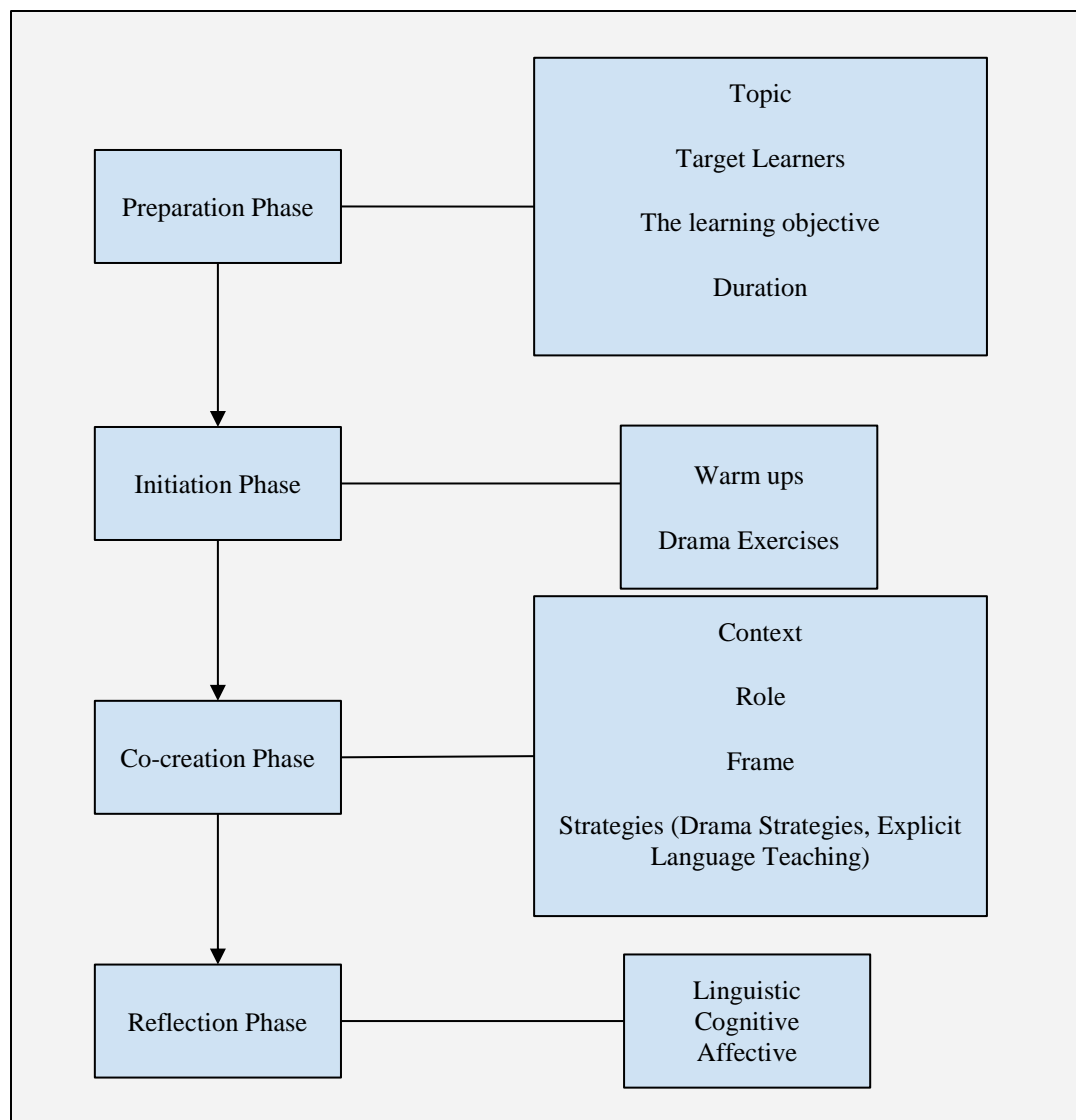 Preparation Phase
Topic
Target Learners
The learning objective
Duration
Initiation Phase
Warm ups
Drama Exercises
Co-creation Phase
Context
Role
Frame
Strategies (Drama Strategies, Explicit
Language Teaching)
Reflection Phase
Linguistic
Cognitive
Affective